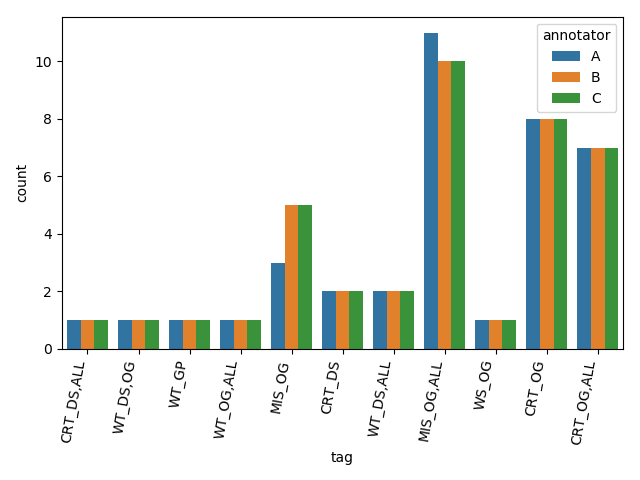 annotator
A
B
C
count
10
8
6
4
2
0
CRT_DS,ALL
WT_DS,OG
WT_GP
WT_OG,ALL
MIS_OG
CRT_DS
WT_DS,ALL
MIS_OG,ALL
WS_OG
CRT_OG
CRT_OG,ALL
tag